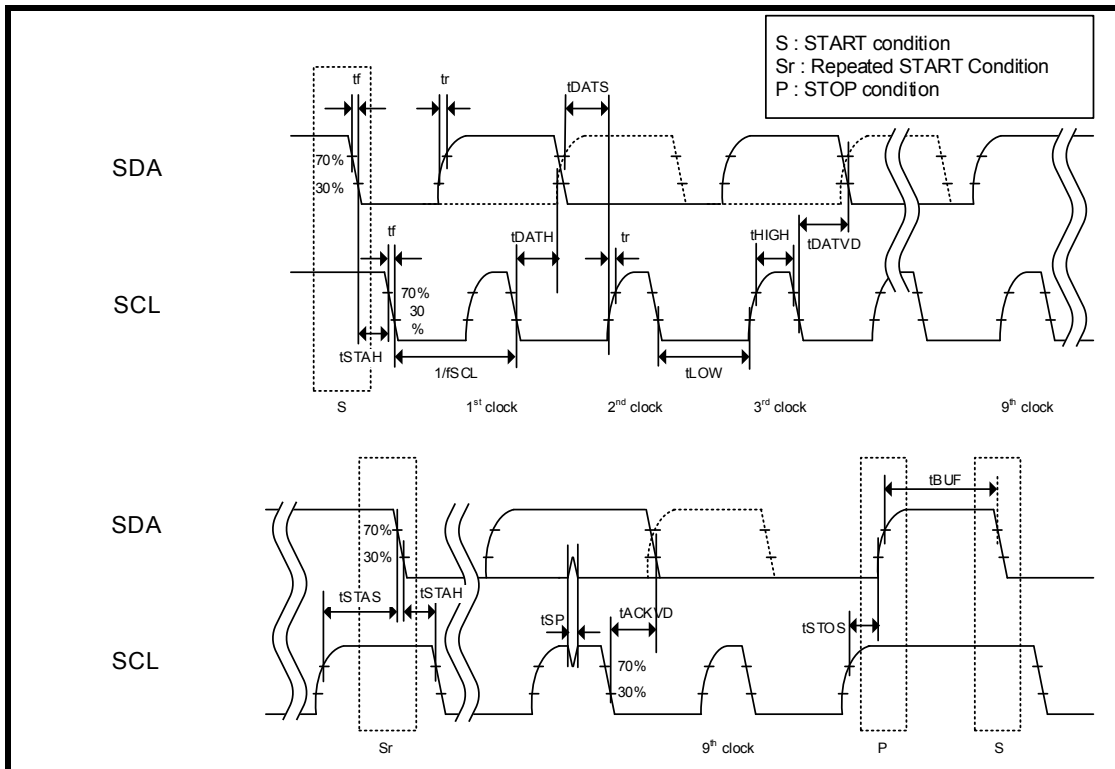 S : START condition
Sr : Repeated START Condition
P : STOP condition
tf
tr
tDATS
SDA
70%
30%
tf
tDATH
tr
tHIGH
tDATVD
SCL
70%
30
%
tSTAH
1/fSCL
tLOW
S
1st clock
2nd clock
3rd clock
9th clock
tBUF
SDA
70%
30%
tSTAS
tSTAH
tSP
tACKVD
tSTOS
SCL
70%
30%
Sr
9th clock
P
S